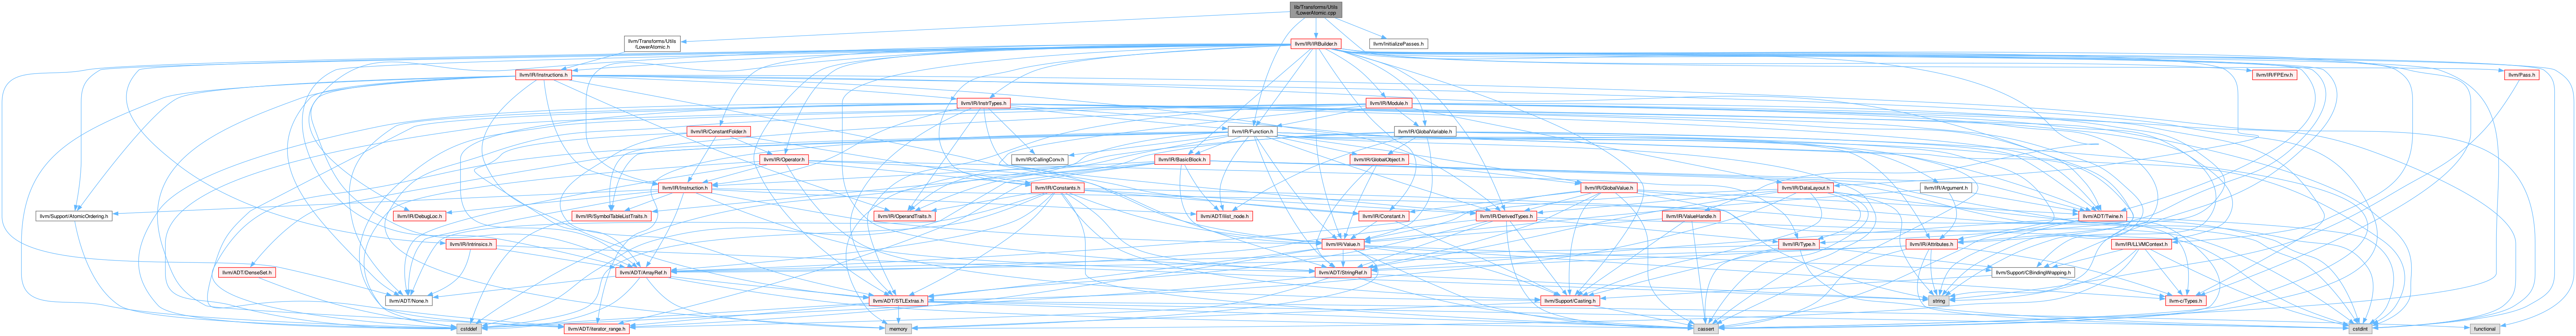 lib/Transforms/Utils
/LowerAtomic.cpp
llvm/Transforms/Utils
/LowerAtomic.h
llvm/IR/IRBuilder.h
llvm/InitializePasses.h
llvm/IR/Instructions.h
llvm/IR/FPEnv.h
llvm/Pass.h
llvm/IR/InstrTypes.h
llvm/IR/Module.h
llvm/IR/ConstantFolder.h
llvm/IR/Function.h
llvm/IR/GlobalVariable.h
llvm/IR/Operator.h
llvm/IR/CallingConv.h
llvm/IR/BasicBlock.h
llvm/IR/GlobalObject.h
llvm/IR/Instruction.h
llvm/IR/Constants.h
llvm/IR/GlobalValue.h
llvm/IR/DataLayout.h
llvm/IR/Argument.h
llvm/Support/AtomicOrdering.h
llvm/IR/DebugLoc.h
llvm/IR/SymbolTableListTraits.h
llvm/IR/OperandTraits.h
llvm/ADT/ilist_node.h
llvm/IR/Constant.h
llvm/IR/DerivedTypes.h
llvm/IR/ValueHandle.h
llvm/ADT/Twine.h
llvm/IR/Intrinsics.h
llvm/IR/Value.h
llvm/IR/Type.h
llvm/IR/Attributes.h
llvm/IR/LLVMContext.h
llvm/ADT/DenseSet.h
llvm/ADT/ArrayRef.h
llvm/ADT/StringRef.h
llvm/Support/CBindingWrapping.h
llvm/ADT/None.h
llvm/ADT/STLExtras.h
llvm/Support/Casting.h
string
llvm-c/Types.h
cstddef
llvm/ADT/iterator_range.h
memory
cassert
cstdint
functional